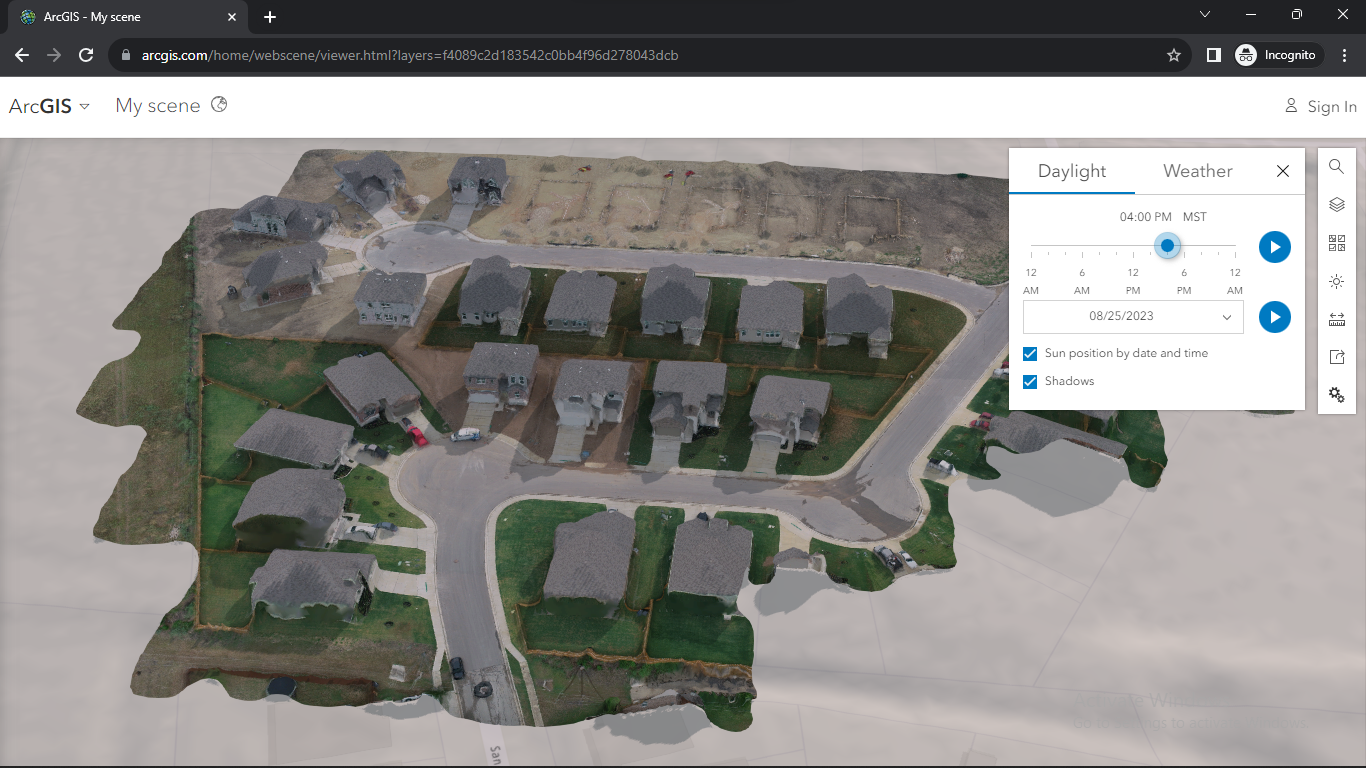 ArcGIS - My scene
arcgis.com/home/webscene/viewer.html?layers=f4089c2d183542c0bb4f96d278043dcb
Incognito
ArcGIS
My scene
Sign In
Daylight
Weather
04:00 PM MST
12 6 12 6 12
AM AM PM PM AM
08/25/2023
Sun position by date and time
Shadows
San